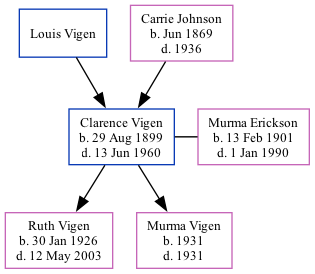 Louis Vigen
Carrie Johnson
b. Jun 1869
d. 1936
Clarence Vigen
b. 29 Aug 1899
d. 13 Jun 1960
Murma Erickson
b. 13 Feb 1901
d. 1 Jan 1990
Ruth Vigen
b. 30 Jan 1926
d. 12 May 2003
Murma Vigen
b. 1931
d. 1931